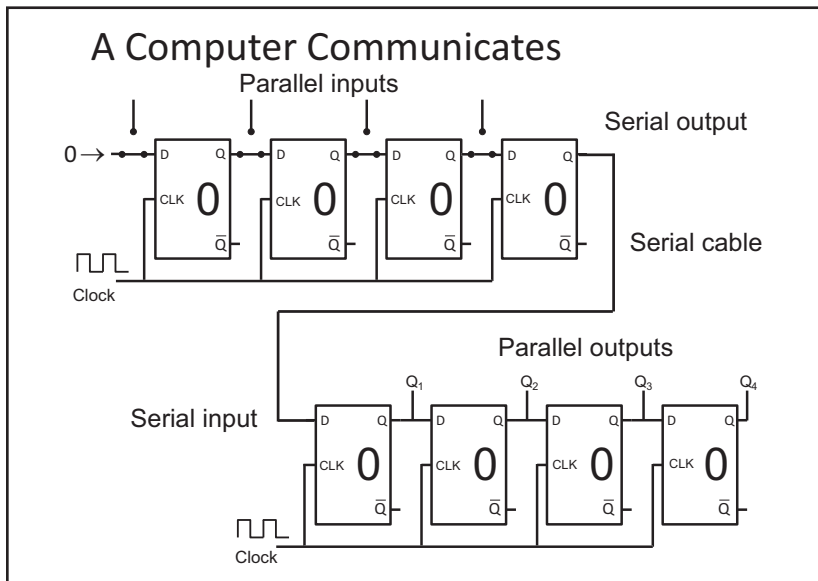 A Computer Communicates
Parallel inputs
Serial output
0→
D Q D Q D Q D Q
CLK 0 CLK 0 CLK 0 CLK 0
Q̅ Q̅ Q̅ Q̅
Serial cable
Clock
Parallel outputs
Q₁ Q₂ Q₃ Q₄
Serial input
D Q D Q D Q D Q
CLK 0 CLK 0 CLK 0 CLK 0
Q̅ Q̅ Q̅ Q̅
Clock